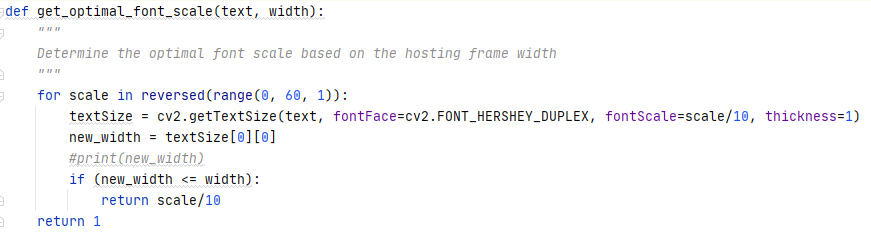 def get_optimal_font_scale(text, width):
    """
    Determine the optimal font scale based on the hosting frame width
    """
    for scale in reversed(range(0, 60, 1)):
        textSize = cv2.getTextSize(text, fontFace=cv2.FONT_HERSHEY_DUPLEX, fontScale=scale/10, thickness=1)
        new_width = textSize[0][0]
        #print(new_width)
        if (new_width <= width):
            return scale/10
    return 1